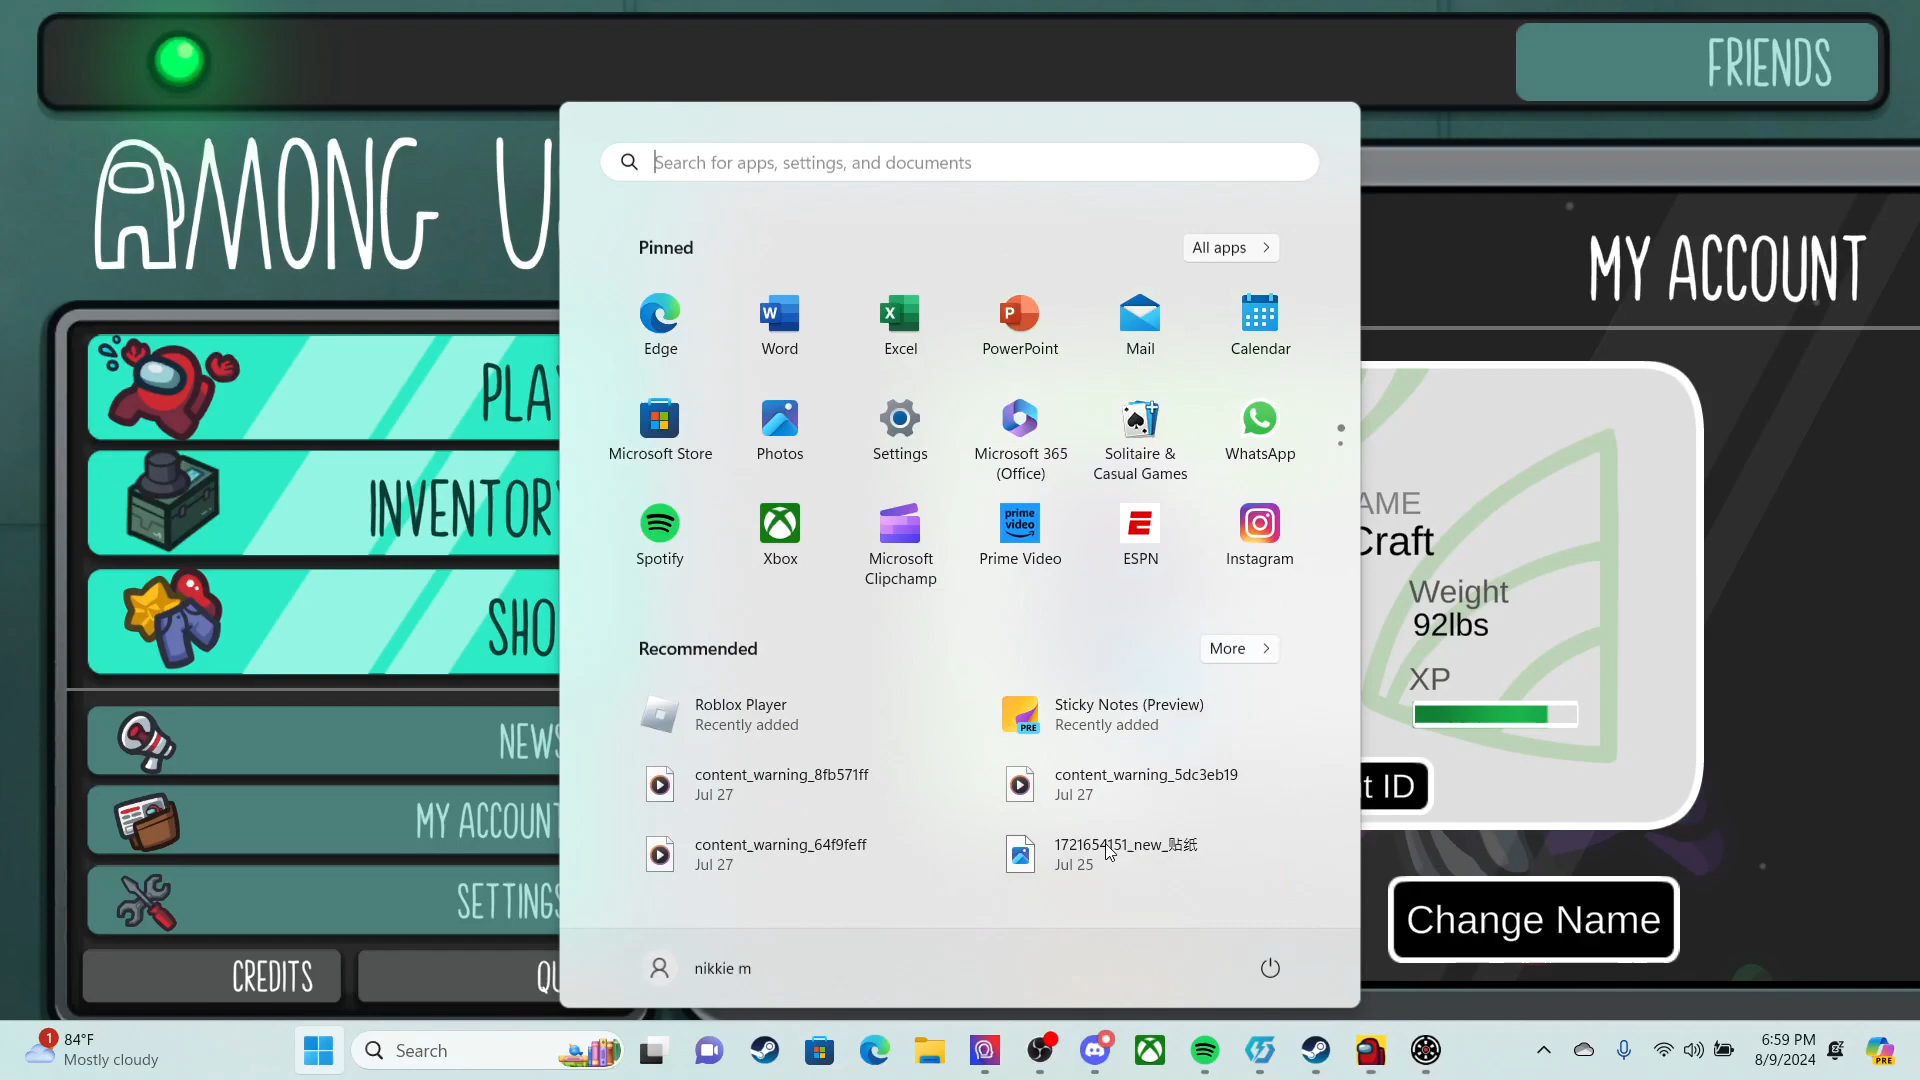 FRIENDS
AMONG U
MY ACCOUNT
PLA
INVENTOR
SHO
NEWS
MY ACCOUNT
SETTINGS
CREDITS
QU
Search for apps, settings, and documents
Pinned
All apps
Edge
Word
Excel
PowerPoint
Mail
Calendar
Microsoft Store
Photos
Settings
Microsoft 365
(Office)
Solitaire &
Casual Games
WhatsApp
Spotify
Xbox
Microsoft
Clipchamp
prime
video
Prime Video
ESPN
Instagram
Recommended
More
Roblox Player
Recently added
Sticky Notes (Preview)
Recently added
PRE
content_warning_8fb571ff
Jul 27
content_warning_5dc3eb19
Jul 27
content_warning_64f9feff
Jul 27
1721654151_new_贴纸
Jul 25
nikkie m
AME
Craft
Weight
92lbs
XP
t ID
Change Name
1
84°F
Mostly cloudy
Search
6:59 PM
8/9/2024
PRE